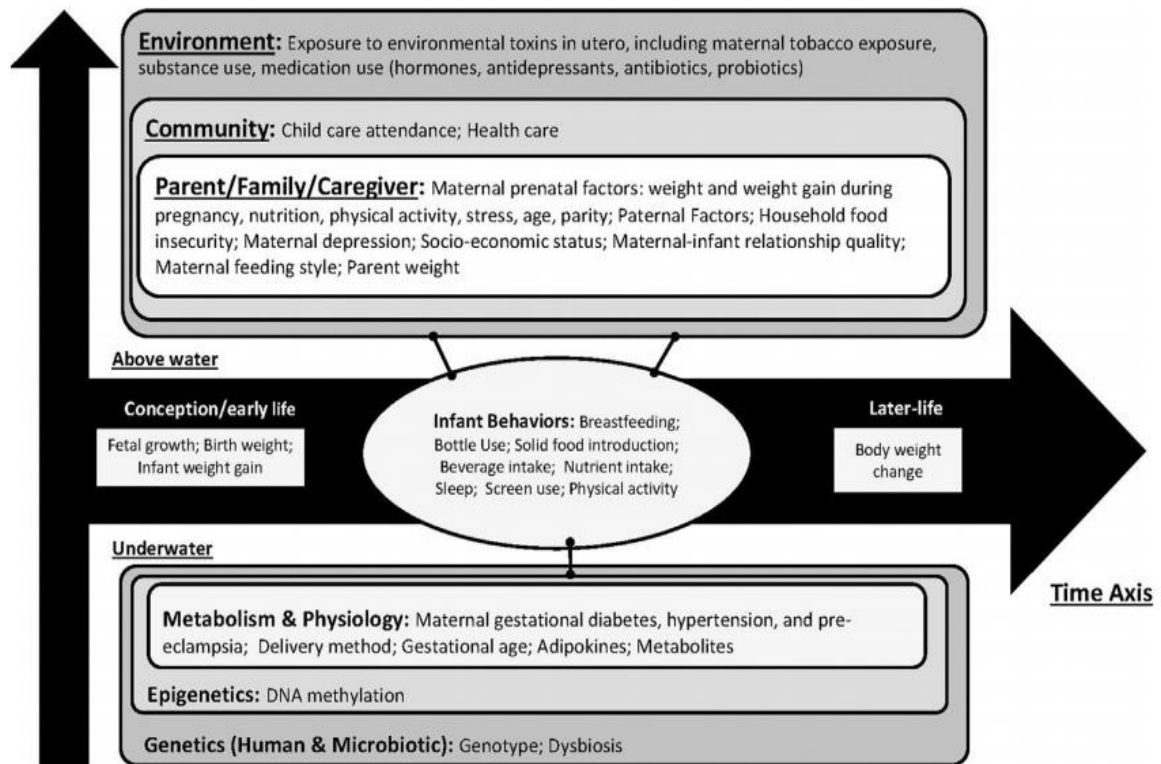 Environment: Exposure to environmental toxins in utero, including maternal tobacco exposure,
substance use, medication use (hormones, antidepressants, antibiotics, probiotics)
Community: Child care attendance; Health care
Parent/Family/Caregiver: Maternal prenatal factors: weight and weight gain during
pregnancy, nutrition, physical activity, stress, age, parity; Paternal Factors; Household food
insecurity; Maternal depression; Socio-economic status; Maternal-infant relationship quality;
Maternal feeding style; Parent weight
Above water
Conception/early life
Fetal growth; Birth weight;
Infant weight gain
Infant Behaviors: Breastfeeding;
Bottle Use; Solid food introduction;
Beverage intake; Nutrient intake;
Sleep; Screen use; Physical activity
Later-life
Body weight
change
Underwater
Time Axis
Metabolism & Physiology: Maternal gestational diabetes, hypertension, and pre-
eclampsia; Delivery method; Gestational age; Adipokines; Metabolites
Epigenetics: DNA methylation
Genetics (Human & Microbiotic): Genotype; Dysbiosis